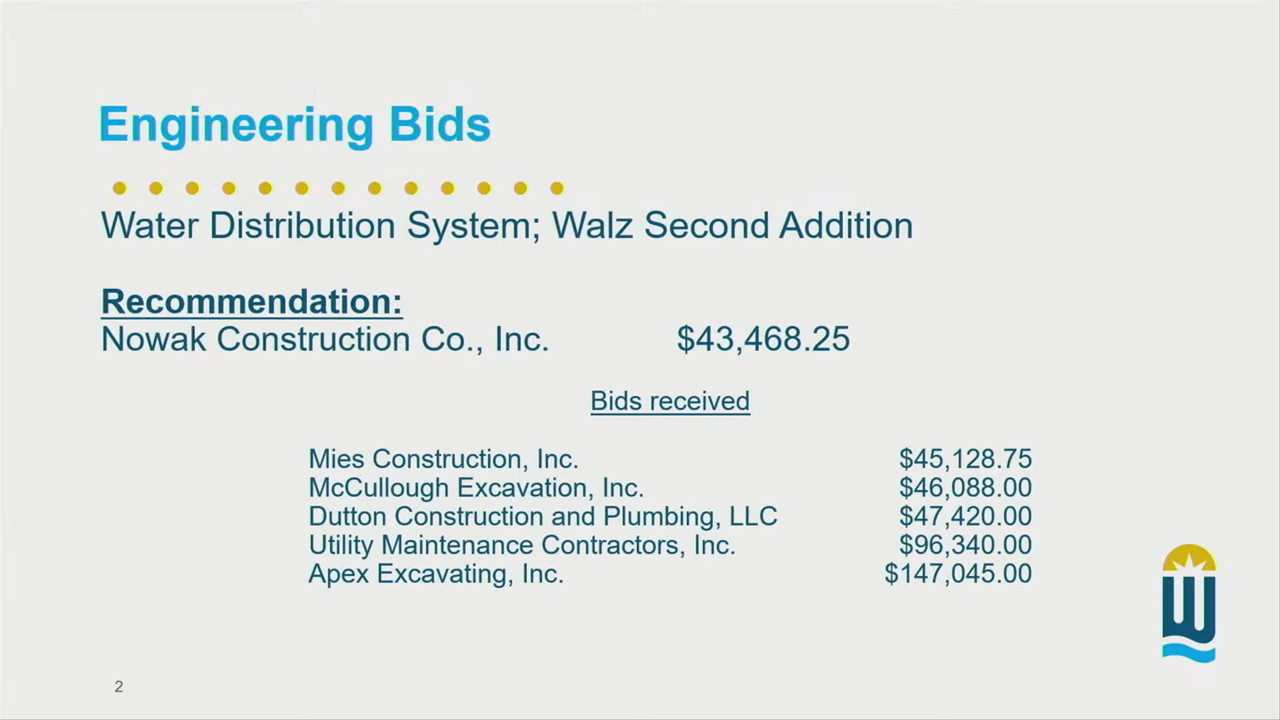 Engineering Bids
Water Distribution System; Walz Second Addition
Recommendation:
Nowak Construction Co., Inc. $43,468.25
Bids received
Mies Construction, Inc. $45,128.75
McCullough Excavation, Inc. $46,088.00
Dutton Construction and Plumbing, LLC $47,420.00
Utility Maintenance Contractors, Inc. $96,340.00
Apex Excavating, Inc. $147,045.00
W
2